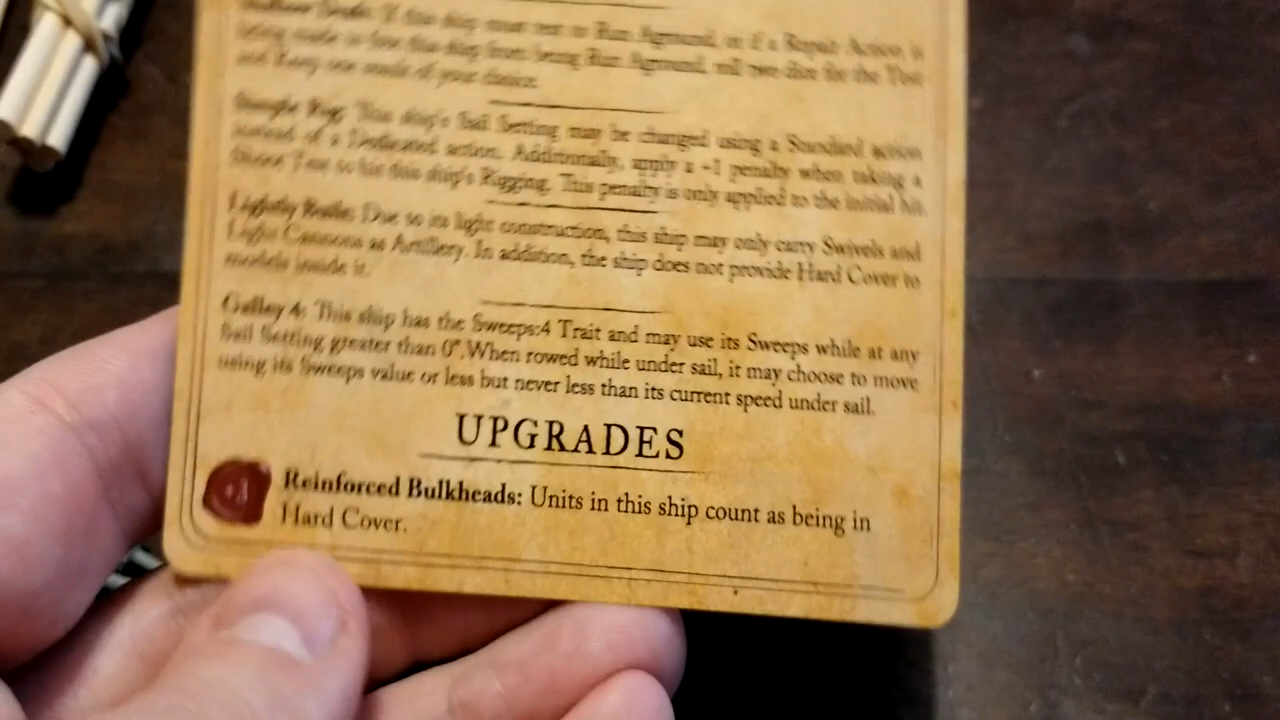 Shallow Draft: If this ship must test to Run Aground, or if a Repair Action is
being made to free this ship from being Run Aground, roll two dice for the Test
and keep one made of your choice.
Simple Rig: This ship's Sail Setting may be changed using a Standard action
instead of a Dedicated action. Additionally, apply a -1 penalty when taking a
Shoot Test to hit this ship's Rigging. This penalty is only applied to the initial hit.
Lightly Built: Due to its light construction, this ship may only carry Swivels and
Light Cannons as Artillery. In addition, the ship does not provide Hard Cover to
models inside it.
Galley 4: This ship has the Sweeps:4 Trait and may use its Sweeps while at any
Sail Setting greater than 0".When rowed while under sail, it may choose to move
using its Sweeps value or less but never less than its current speed under sail.
UPGRADES
Reinforced Bulkheads: Units in this ship count as being in
Hard Cover.